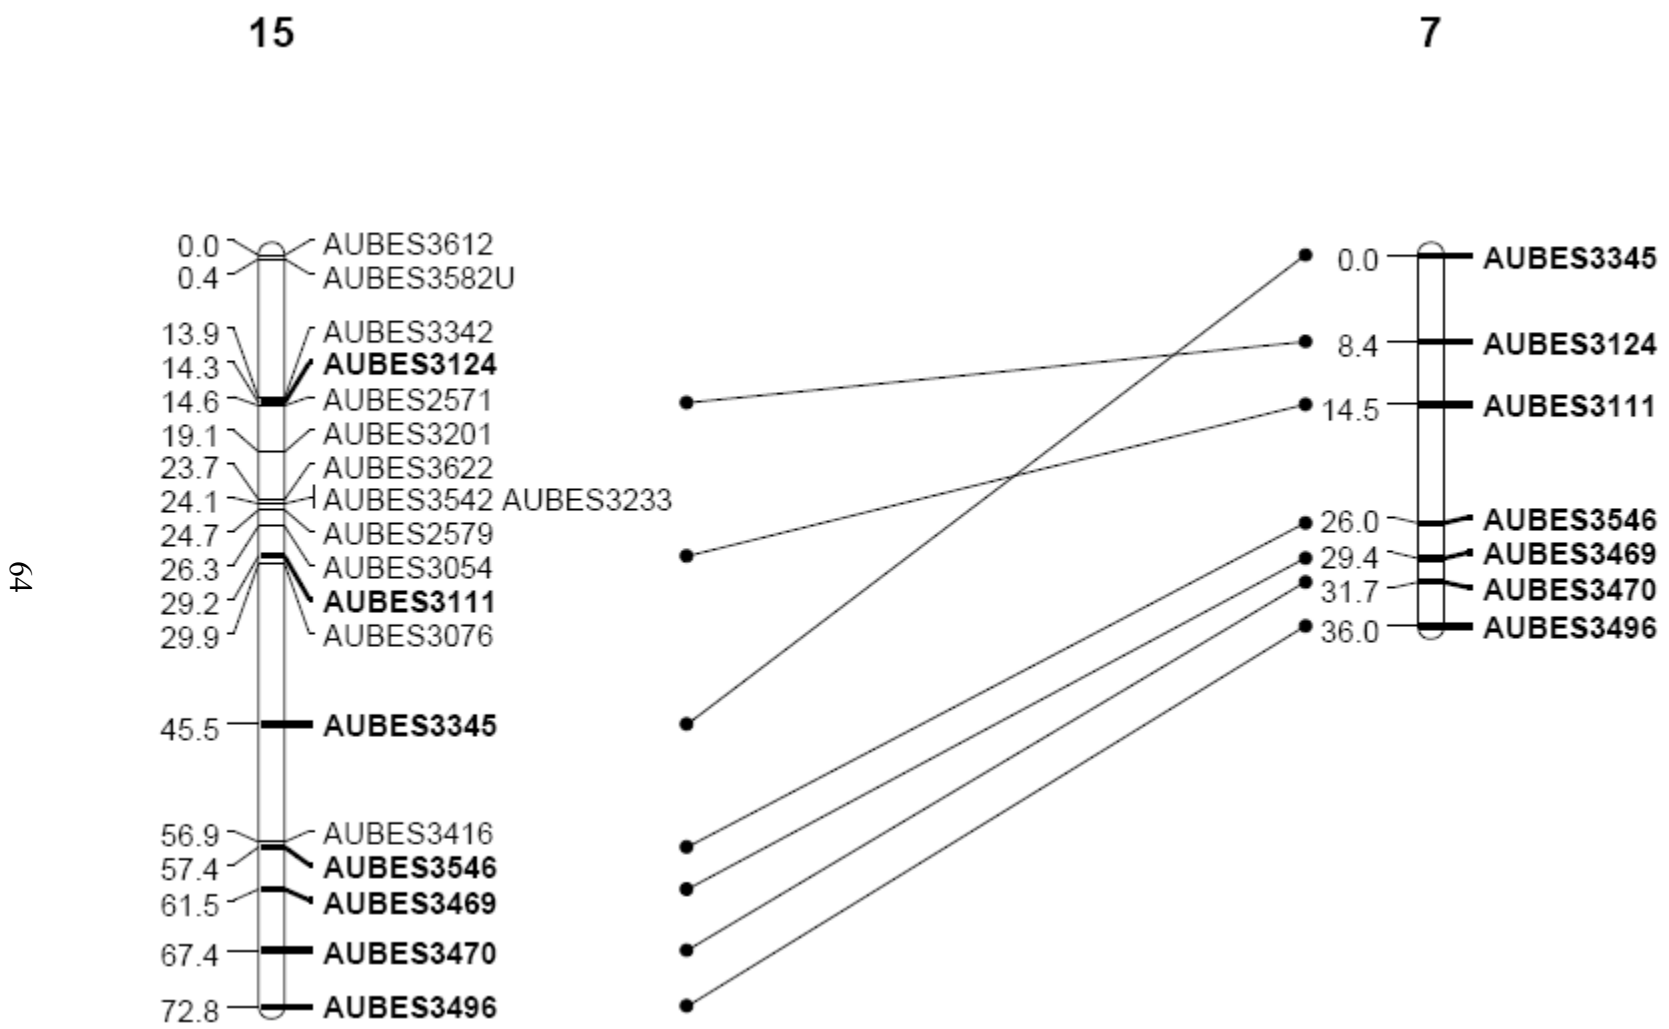 15
0.0 AUBES3612
0.4 AUBES3582U
13.9 AUBES3342
14.3 AUBES3124
14.6 AUBES2571
19.1 AUBES3201
23.7 AUBES3622
24.1 AUBES3542 AUBES3233
24.7 AUBES2579
26.3 AUBES3054
29.2 AUBES3111
29.9 AUBES3076
45.5 AUBES3345
56.9 AUBES3416
57.4 AUBES3546
61.5 AUBES3469
67.4 AUBES3470
72.8 AUBES3496
7
0.0 AUBES3345
8.4 AUBES3124
14.5 AUBES3111
26.0 AUBES3546
29.4 AUBES3469
31.7 AUBES3470
36.0 AUBES3496
64